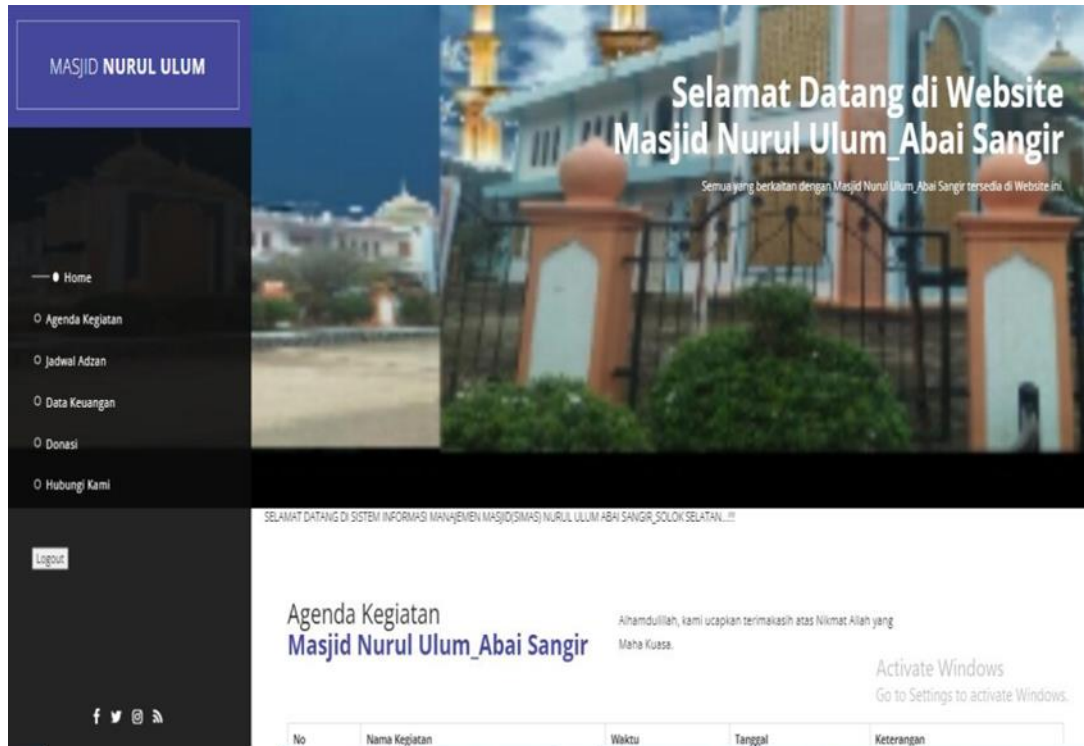 MASJID NURUL ULUM
Home
Agenda Kegiatan
Jadwal Adzan
Data Keuangan
Donasi
Hubungi Kami
Logout
Selamat Datang di Website
Masjid Nurul Ulum_Abai Sangir
Semua yang berkaitan dengan Masjid Nurul Ulum_Abai Sangir tersedia di Website ini.
SELAMAT DATANG DI SISTEM INFORMASI MANAJEMEN MASJID(SIMAS) NURUL ULUM ABAI SANGIR_SOLOK SELATAN...!!!
Agenda Kegiatan
Masjid Nurul Ulum_Abai Sangir
Alhamdulillah, kami ucapkan terimakasih atas Nikmat Allah yang
Maha Kuasa.
Activate Windows
Go to Settings to activate Windows.
No Nama Kegiatan Waktu Tanggal Keterangan